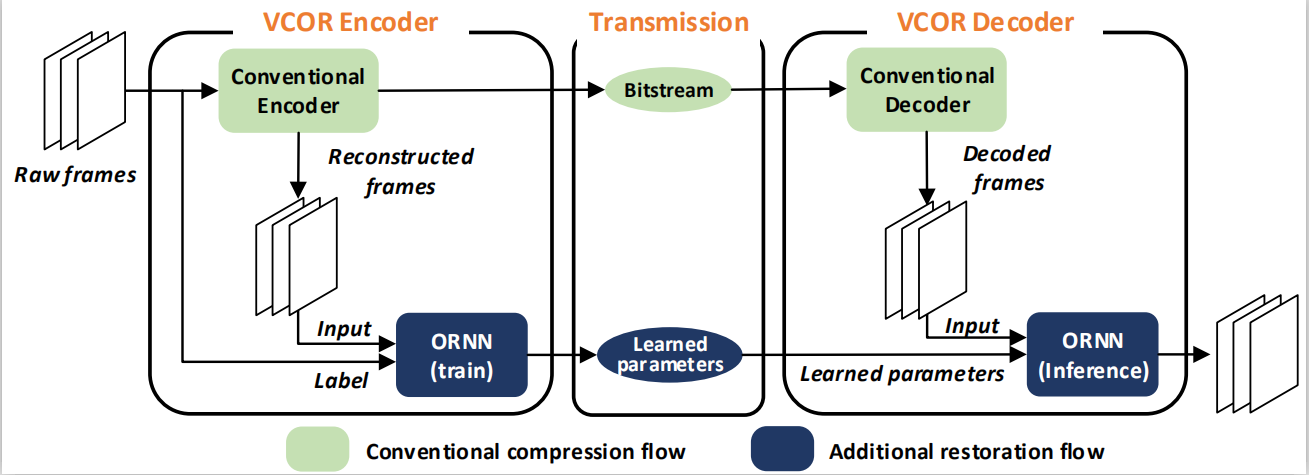 VCOR Encoder
Transmission
VCOR Decoder
Raw frames
Conventional
Encoder
Bitstream
Conventional
Decoder
Reconstructed
frames
Decoded
frames
Input
Label
ORNN
(train)
Learned
parameters
Input
Learned parameters
ORNN
(Inference)
Conventional compression flow
Additional restoration flow